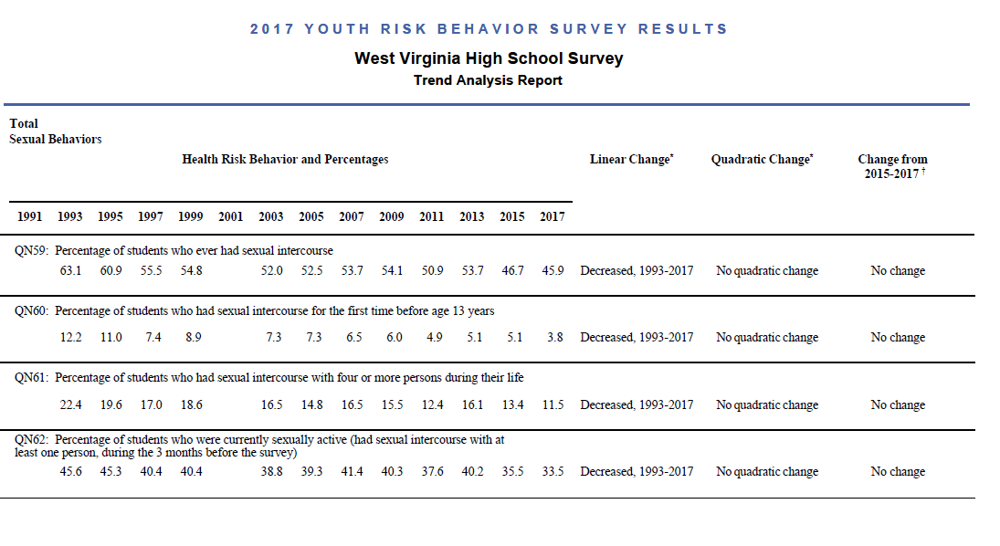 2017 YOUTH RISK BEHAVIOR SURVEY RESULTS
West Virginia High School Survey
Trend Analysis Report
Total
Sexual Behaviors
Health Risk Behavior and Percentages Linear Change* Quadratic Change* Change from
2015-2017 †
1991 1993 1995 1997 1999 2001 2003 2005 2007 2009 2011 2013 2015 2017
QN59: Percentage of students who ever had sexual intercourse
63.1 60.9 55.5 54.8 52.0 52.5 53.7 54.1 50.9 53.7 46.7 45.9 Decreased, 1993-2017 No quadratic change No change
QN60: Percentage of students who had sexual intercourse for the first time before age 13 years
12.2 11.0 7.4 8.9 7.3 7.3 6.5 6.0 4.9 5.1 5.1 3.8 Decreased, 1993-2017 No quadratic change No change
QN61: Percentage of students who had sexual intercourse with four or more persons during their life
22.4 19.6 17.0 18.6 16.5 14.8 16.5 15.5 12.4 16.1 13.4 11.5 Decreased, 1993-2017 No quadratic change No change
QN62: Percentage of students who were currently sexually active (had sexual intercourse with at
least one person, during the 3 months before the survey)
45.6 45.3 40.4 40.4 38.8 39.3 41.4 40.3 37.6 40.2 35.5 33.5 Decreased, 1993-2017 No quadratic change No change